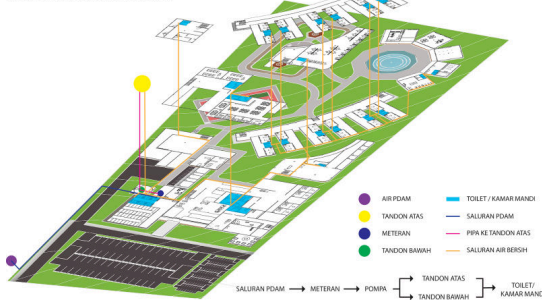 AIR PDAM
TANDON ATAS
METERAN
TANDON BAWAH
TOILET / KAMAR MANDI
SALURAN PDAM
PIPA KE TANDON ATAS
SALURAN AIR BERSIH
SALURAN PDAM
METERAN
POMPA
TANDON ATAS
TANDON BAWAH
TOILET/
KAMAR MANDI